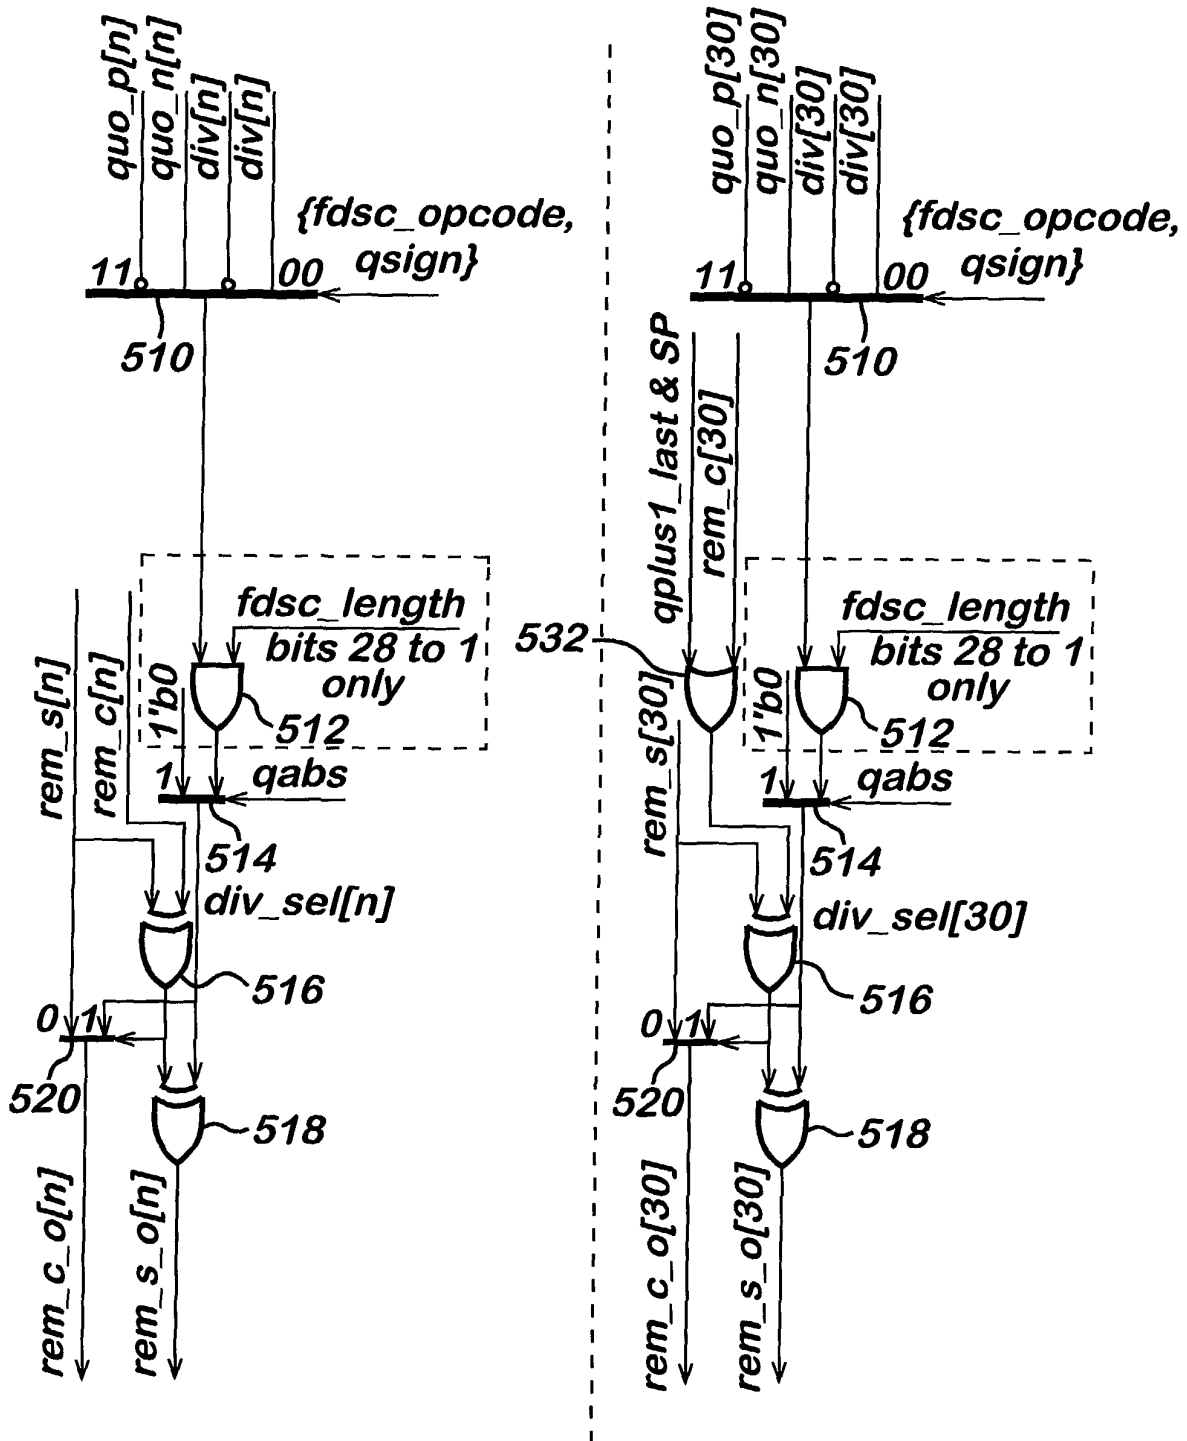 quo_p[n]
quo_n[n]
div[n]
div[n]
{fdsc_opcode,
qsign}
11
00
510
fdsc_length
bits 28 to 1
only
rem_s[n]
rem_c[n]
1'b0
512
1
qabs
514
div_sel[n]
516
0
1
520
518
rem_c_o[n]
rem_s_o[n]
quo_p[30]
quo_n[30]
div[30]
div[30]
{fdsc_opcode,
qsign}
11
00
510
qplus1_last & SP
rem_c[30]
532
fdsc_length
bits 28 to 1
only
rem_s[30]
1'b0
512
1
qabs
514
div_sel[30]
516
0
1
520
518
rem_c_o[30]
rem_s_o[30]